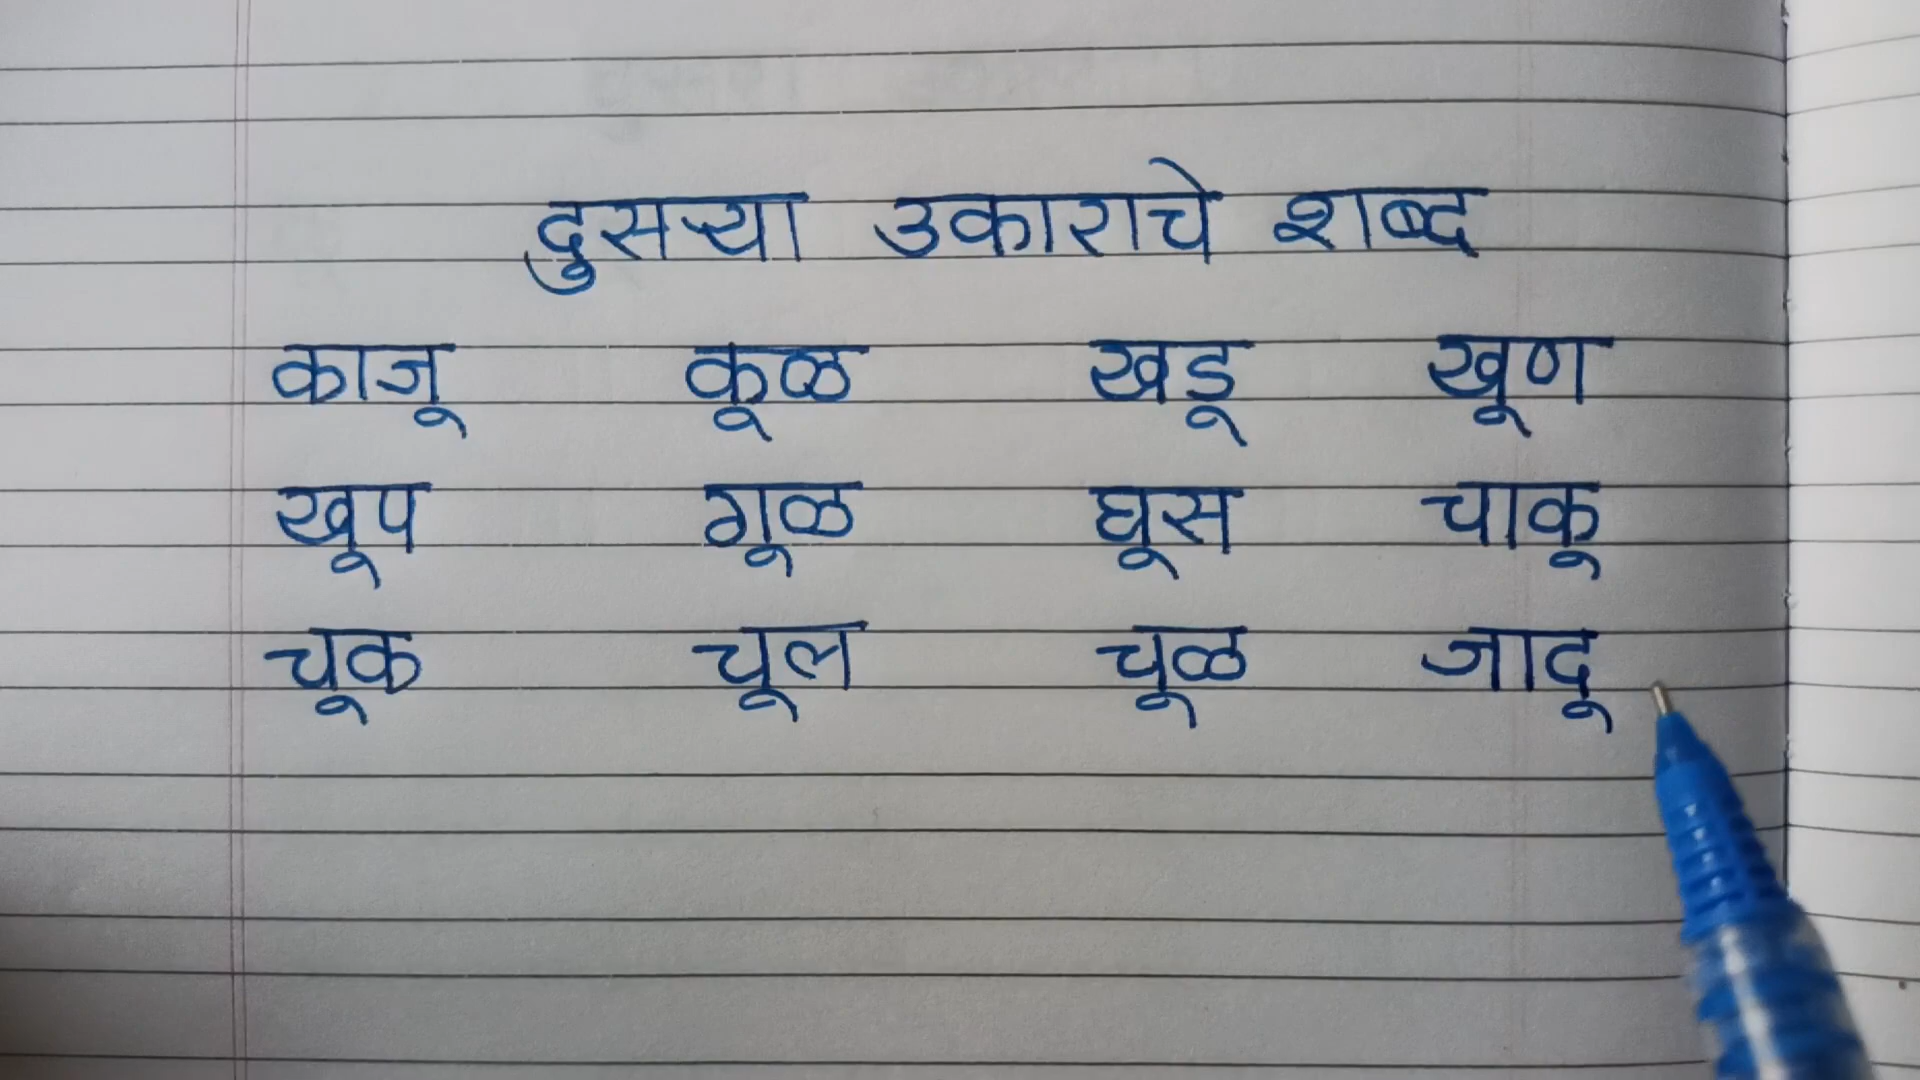 दुसऱ्या उकाराचे शब्द
काजू कूळ खडू खूण
खूप गूळ घूस चाकू
चूक चूल चूळ जादू